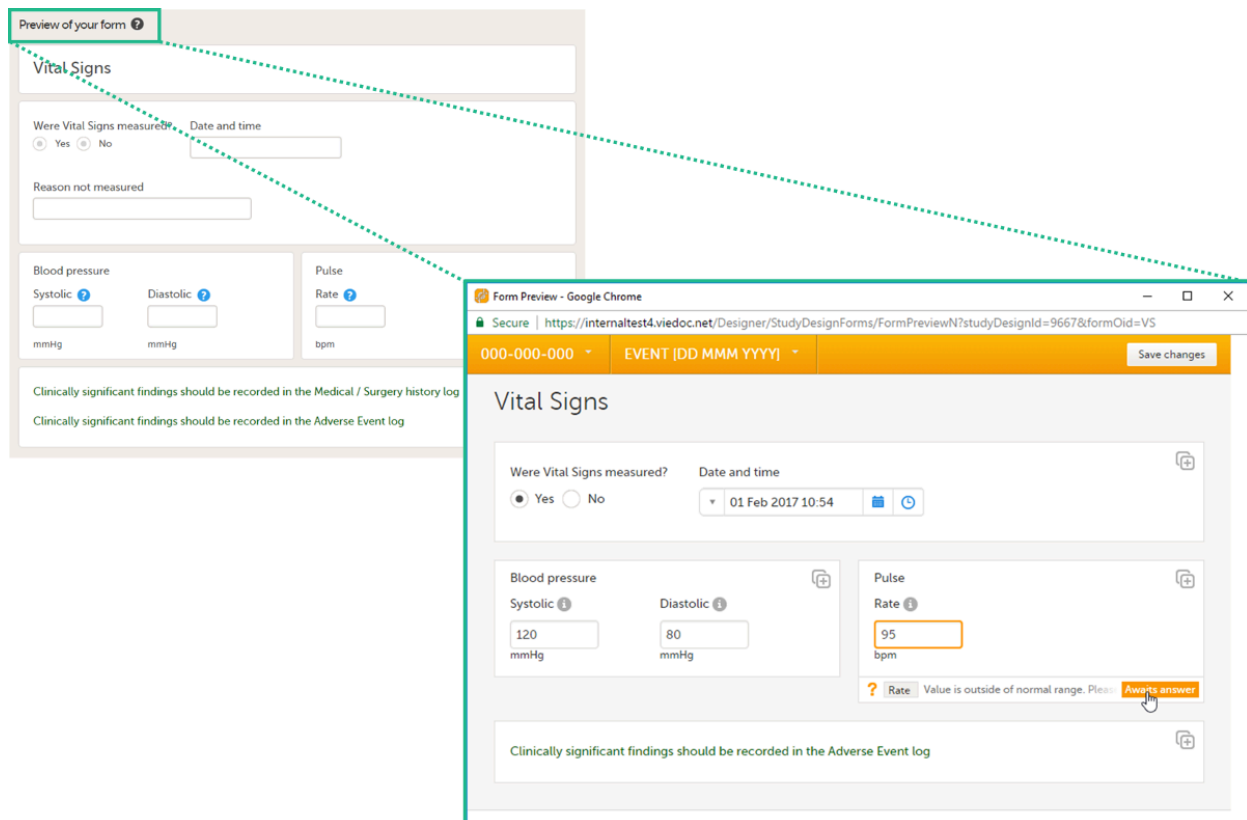 Preview of your form ?
Vital Signs
Were Vital Signs measured? Date and time
Yes No
Reason not measured
Blood pressure
Systolic ? Diastolic ?
mmHg mmHg
Pulse
Rate ?
bpm
Clinically significant findings should be recorded in the Medical / Surgery history log
Clinically significant findings should be recorded in the Adverse Event log
Form Preview - Google Chrome
Secure | https://internaltest4.viedoc.net/Designer/StudyDesignForms/FormPreviewN?studyDesignId=9667&formOid=VS
000-000-000 EVENT [DD MMM YYYY] Save changes
Vital Signs
Were Vital Signs measured? Date and time
Yes No 01 Feb 2017 10:54
Blood pressure
Systolic i Diastolic i
120 80
mmHg mmHg
Pulse
Rate i
95
bpm
? Rate Value is outside of normal range. Awaits answer
Clinically significant findings should be recorded in the Adverse Event log